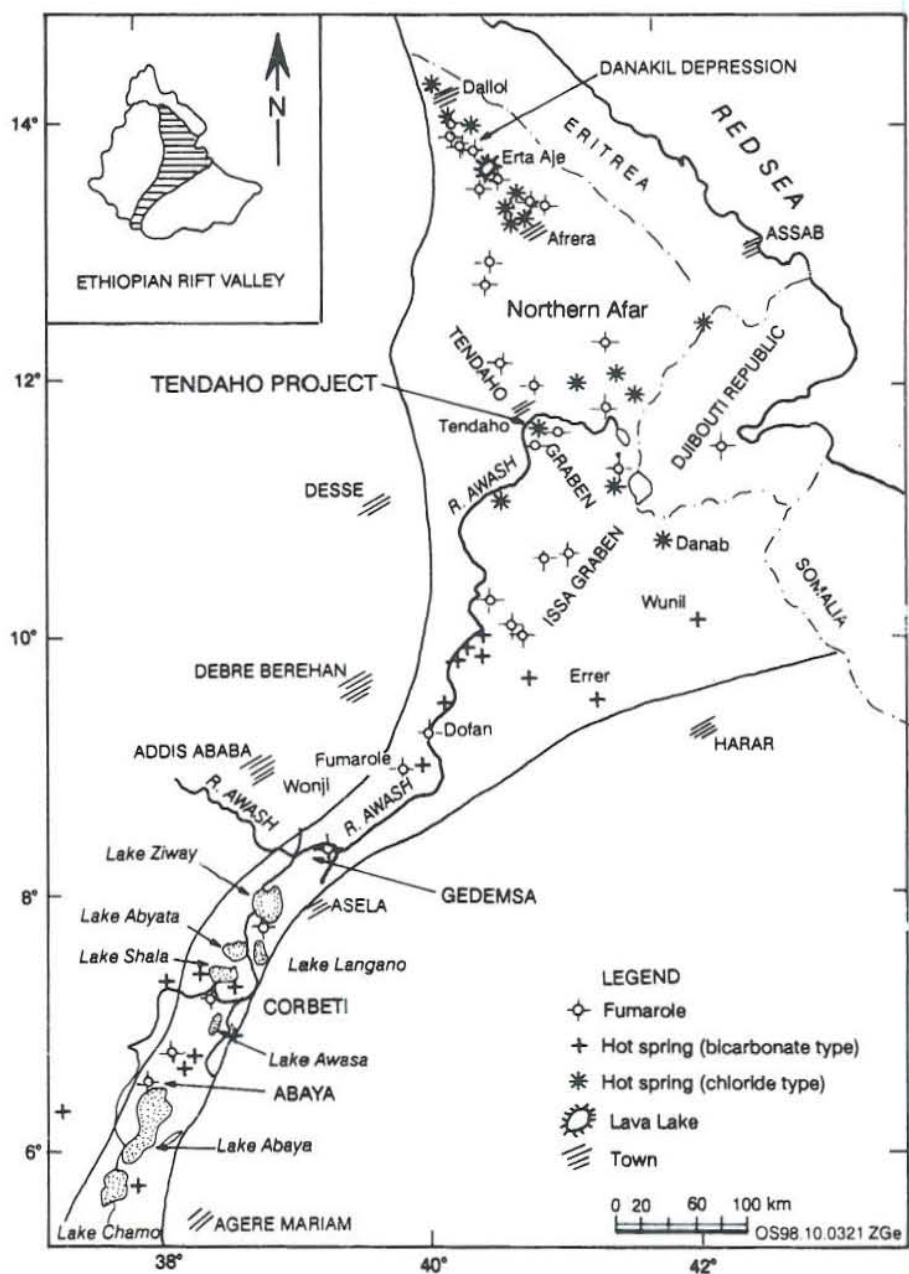 14°
12°
10°
8°
6°
38°
40°
42°
N
ETHIOPIAN RIFT VALLEY
DANAKIL DEPRESSION
Dallol
ERITREA
RED SEA
Erta Aje
ASSAB
Afrera
Northern Afar
TENDAHO
GRABEN
TENDAHO PROJECT
Tendaho
DJIBOUTI REPUBLIC
R. AWASH
DESSE
ISSA GRABEN
Danab
SOMALIA
Wunil
DEBRE BEREHAN
Errer
Dofan
HARAR
ADDIS ABABA
Fumarole
Wonji
R. AWASH
R. AWASH
Lake Ziway
GEDEMSA
ASELA
Lake Abyata
Lake Shala
Lake Langano
CORBETI
Lake Awasa
ABAYA
Lake Abaya
Lake Chamo
AGERE MARIAM
LEGEND
Fumarole
Hot spring (bicarbonate type)
Hot spring (chloride type)
Lava Lake
Town
0 20 60 100 km
OS98.10.0321 ZGe